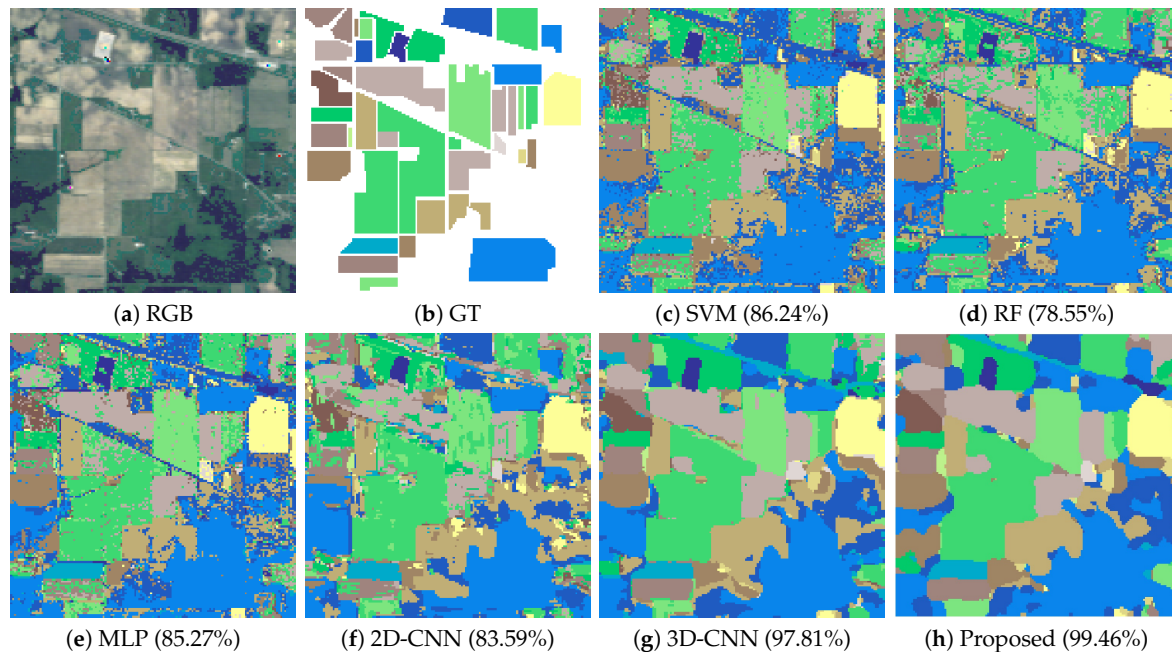 (a) RGB
(b) GT
(c) SVM (86.24%)
(d) RF (78.55%)
(e) MLP (85.27%)
(f) 2D-CNN (83.59%)
(g) 3D-CNN (97.81%)
(h) Proposed (99.46%)